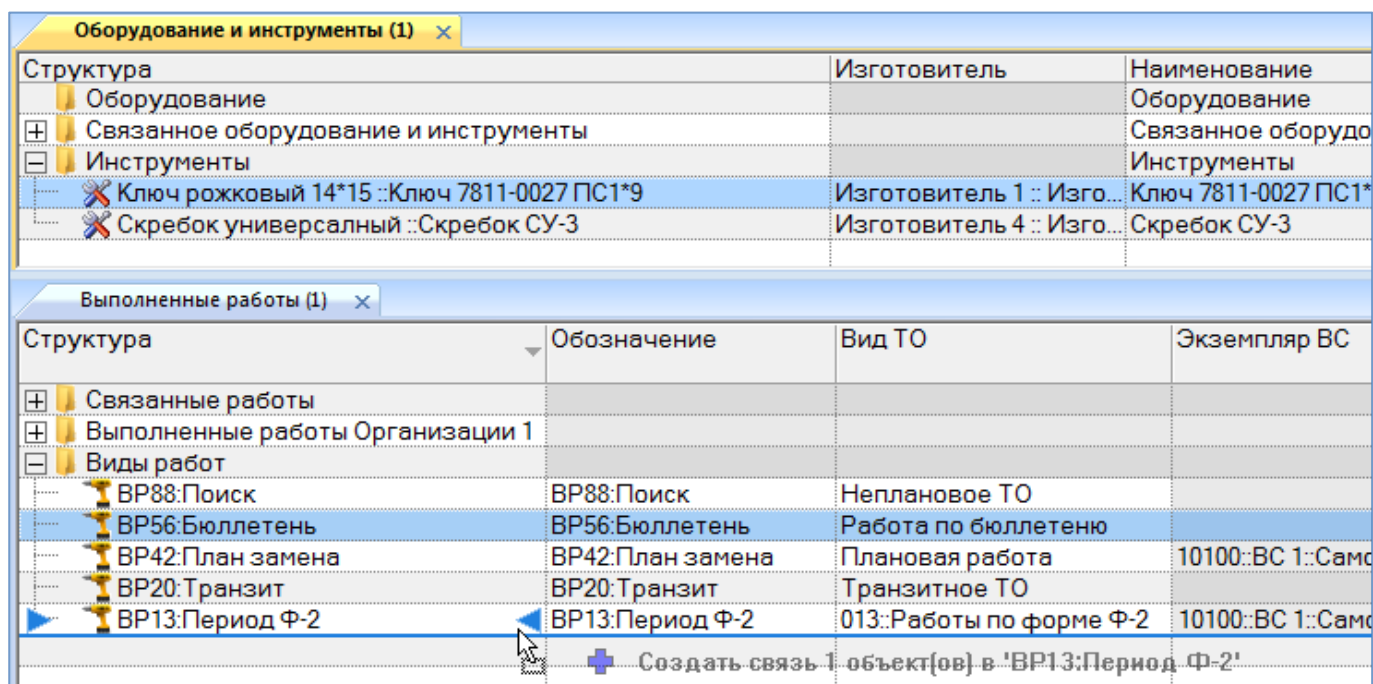 Оборудование и инструменты (1)
Структура Изготовитель Наименование
Оборудование Оборудование
Связанное оборудование и инструменты Связанное оборудо
Инструменты Инструменты
Ключ рожковый 14*15 ::Ключ 7811-0027 ПС1*9 Изготовитель 1 :: Изго... Ключ 7811-0027 ПС1*
Скребок универсалный ::Скребок СУ-3 Изготовитель 4 :: Изго... Скребок СУ-3
Выполненные работы (1)
Структура Обозначение Вид ТО Экземпляр ВС
Связанные работы
Выполненные работы Организации 1
Виды работ
ВР88:Поиск ВР88:Поиск Неплановое ТО
ВР56:Бюллетень ВР56:Бюллетень Работа по бюллетеню
ВР42:План замена ВР42:План замена Плановая работа 10100::ВС 1::Само
ВР20:Транзит ВР20:Транзит Транзитное ТО
ВР13:Период Ф-2 ВР13:Период Ф-2 013::Работы по форме Ф-2 10100::ВС 1::Само
Создать связь 1 объект(ов) в 'ВР13:Период Ф-2'